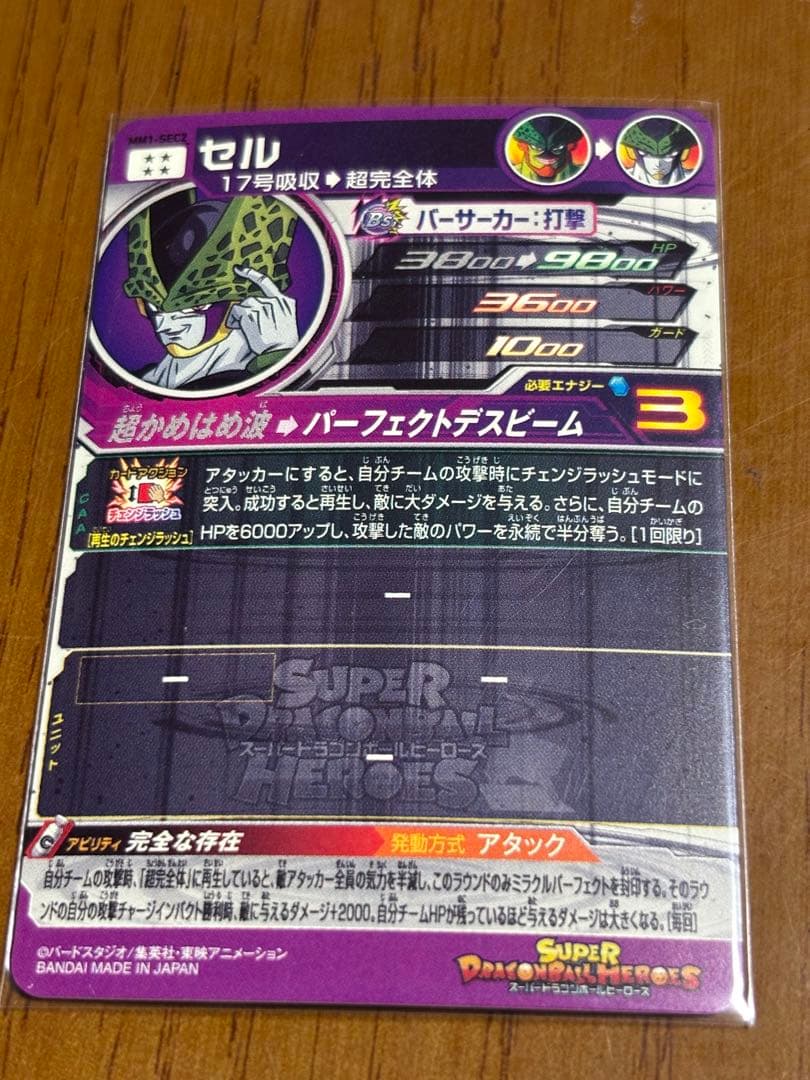 MM1-SEC2
セル
17号吸収➡超完全体
Bs
バーサーカー:打撃
HP
3800➡9800
パワー
3600
ガード
1000
必要エナジー
3
超かめはめ波➡パーフェクトデスビーム
カードアクション
チェンジラッシュ
[再生のチェンジラッシュ]
CAA
アタッカーにすると、自分チームの攻撃時にチェンジラッシュモードに
突入。成功すると再生し、敵に大ダメージを与える。さらに、自分チームの
HPを6000アップし、攻撃した敵のパワーを永続で半分奪う。[1回限り]
ー
ー
ー
ー
ユニット
SUPER
DRAGONBALL
スーパードラゴンボールヒーローズ
HEROES
C アビリティ 完全な存在
発動方式 アタック
自分チームの攻撃時、「超完全体」に再生していると、敵アタッカー全員の気力を半減し、このラウンドのみミラクルパーフェクトを封印する。そのラウ
ンドの自分の攻撃チャージインパクト勝利時、敵に与えるダメージ+2000。自分チームHPが残っているほど与えるダメージは大きくなる。[毎回]
©バードスタジオ/集英社・東映アニメーション
BANDAI MADE IN JAPAN
SUPER
DRAGONBALL HEROES
スーパードラゴンボールヒーローズ